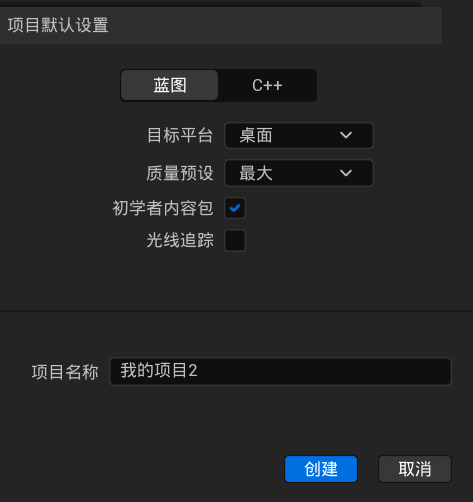 项目默认设置
蓝图 C++
目标平台 桌面
质量预设 最大
初学者内容包
光线追踪
项目名称 我的项目2
创建 取消